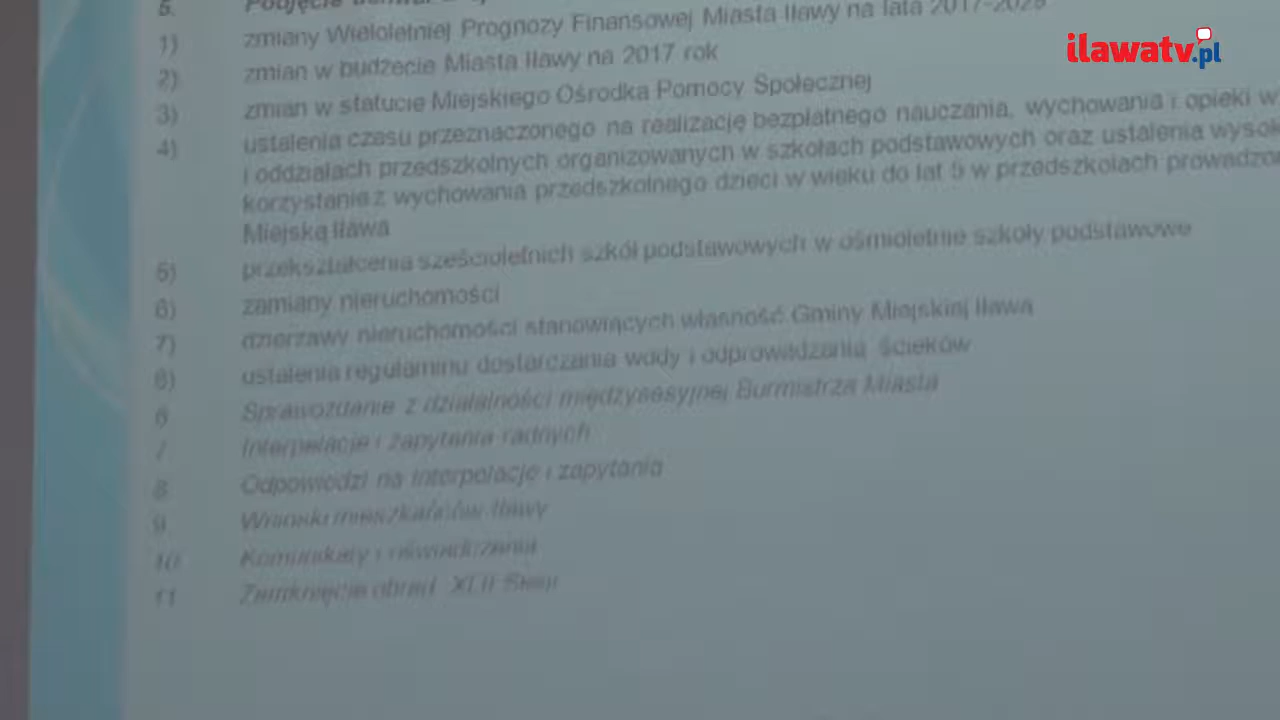 ilawatv.pl
5. Podjęcie
1) zmiany Wieloletniej Prognozy Finansowej Miasta Iławy na lata 2017-2029
2) zmian w budżecie Miasta Iławy na 2017 rok
3) zmian w statucie Miejskiego Ośrodka Pomocy Społecznej
4) ustalenia czasu przeznaczonego na realizację bezpłatnego nauczania, wychowania i opieki w
i oddziałach przedszkolnych organizowanych w szkołach podstawowych oraz ustalenia
korzystanie z wychowania przedszkolnego dzieci w wieku do lat 5 w przedszkolach
Miejską Iława
5) przekształcenia sześcioletnich szkół podstawowych w ośmioletnie szkoły podstawowe
6) zamiany nieruchomości
7) dzierżawy nieruchomości stanowiących własność Gminy Miejskiej Iława
8) ustalenia regulaminu dostarczania wody i odprowadzania ścieków
6 Sprawozdanie z działalności międzysesyjnej Burmistrza Miasta
7 Interpelacje i zapytania radnych
8. Odpowiedzi na interpelacje i zapytania
9. Wnioski mieszkańców Iławy
10 Komunikaty i oświadczenia
11 Zamknięcie obrad XLII Sesji